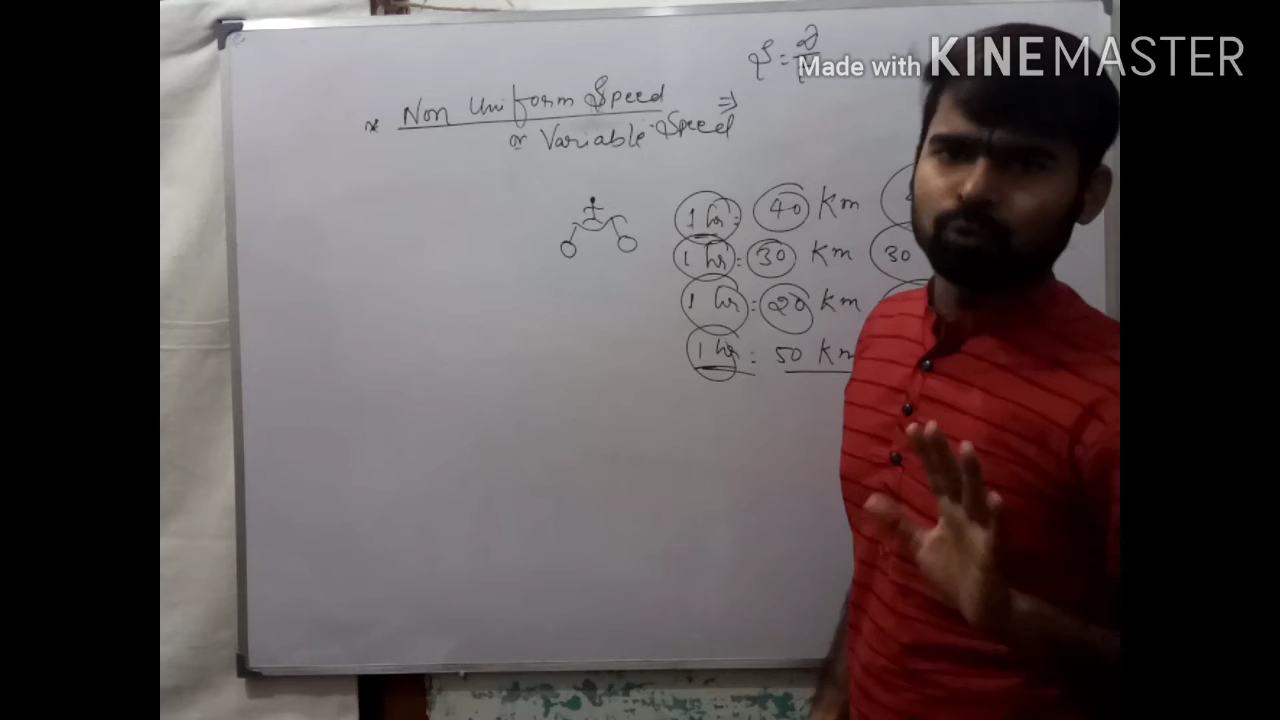 Made with KINEMASTER
* Non Uniform Speed
or Variable Speed ⇒
1 hr : 40 Km
1 hr : 30 Km 30
1 hr : 20 Km
1 hr : 50 Km